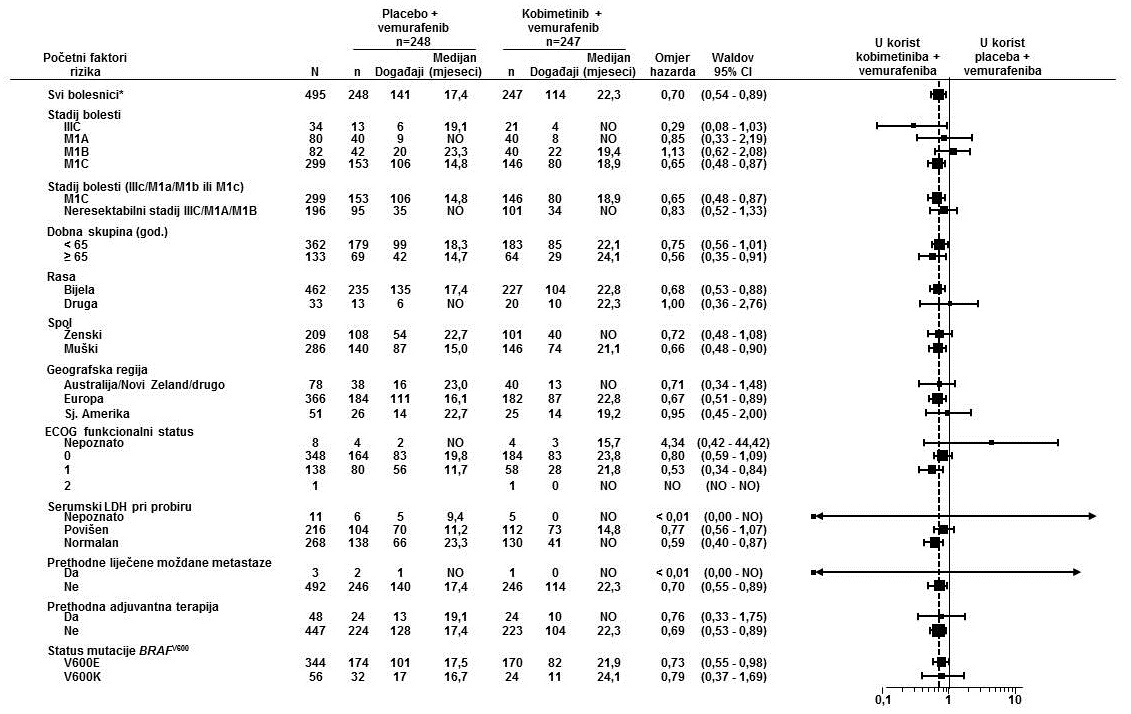 Placebo + Kobimetinib +
vemurafenib vemurafenib
n=248 n=247
Početni faktori rizika N n Događaji Medijan (mjeseci) n Događaji Medijan (mjeseci) Omjer hazarda Waldov 95% CI U korist kobimetiniba + vemurafeniba U korist placeba + vemurafeniba
Svi bolesnici* 495 248 141 17,4 247 114 22,3 0,70 (0,54 - 0,89)
Stadij bolesti
IIIC 34 13 6 19,1 21 4 NO 0,29 (0,08 - 1,03)
M1A 80 40 9 NO 40 8 NO 0,85 (0,33 - 2,19)
M1B 82 42 20 23,3 40 22 19,4 1,13 (0,62 - 2,08)
M1C 299 153 106 14,8 146 80 18,9 0,65 (0,48 - 0,87)
Stadij bolesti (IIIc/M1a/M1b ili M1c)
M1C 299 153 106 14,8 146 80 18,9 0,65 (0,48 - 0,87)
Neresektabilni stadij IIIC/M1A/M1B 196 95 35 NO 101 34 NO 0,83 (0,52 - 1,33)
Dobna skupina (god.)
< 65 362 179 99 18,3 183 85 22,1 0,75 (0,56 - 1,01)
≥ 65 133 69 42 14,7 64 29 24,1 0,56 (0,35 - 0,91)
Rasa
Bijela 462 235 135 17,4 227 104 22,8 0,68 (0,53 - 0,88)
Druga 33 13 6 NO 20 10 22,3 1,00 (0,36 - 2,76)
Spol
Ženski 209 108 54 22,7 101 40 NO 0,72 (0,48 - 1,08)
Muški 286 140 87 15,0 146 74 21,1 0,66 (0,48 - 0,90)
Geografska regija
Australija/Novi Zeland/drugo 78 38 16 23,0 40 13 NO 0,71 (0,34 - 1,48)
Europa 366 184 111 16,1 182 87 22,8 0,67 (0,51 - 0,89)
Sj. Amerika 51 26 14 22,7 25 14 19,2 0,95 (0,45 - 2,00)
ECOG funkcionalni status
Nepoznato 8 4 2 NO 4 3 15,7 4,34 (0,42 - 44,42)
0 348 164 83 19,8 184 83 23,8 0,80 (0,59 - 1,09)
1 138 80 56 11,7 58 28 21,8 0,53 (0,34 - 0,84)
2 1 1 0 NO NO (NO - NO)
Serumski LDH pri probiru
Nepoznato 11 6 5 9,4 5 0 NO < 0,01 (0,00 - NO)
Povišen 216 104 70 11,2 112 73 14,8 0,77 (0,56 - 1,07)
Normalan 268 138 66 23,3 130 41 NO 0,59 (0,40 - 0,87)
Prethodne liječene moždane metastaze
Da 3 2 1 NO 1 0 NO < 0,01 (0,00 - NO)
Ne 492 246 140 17,4 246 114 22,3 0,70 (0,55 - 0,89)
Prethodna adjuvantna terapija
Da 48 24 13 19,1 24 10 NO 0,76 (0,33 - 1,75)
Ne 447 224 128 17,4 223 104 22,3 0,69 (0,53 - 0,89)
Status mutacije BRAF V600
V600E 344 174 101 17,5 170 82 21,9 0,73 (0,55 - 0,98)
V600K 56 32 17 16,7 24 11 24,1 0,79 (0,37 - 1,69)
0,1 1 10